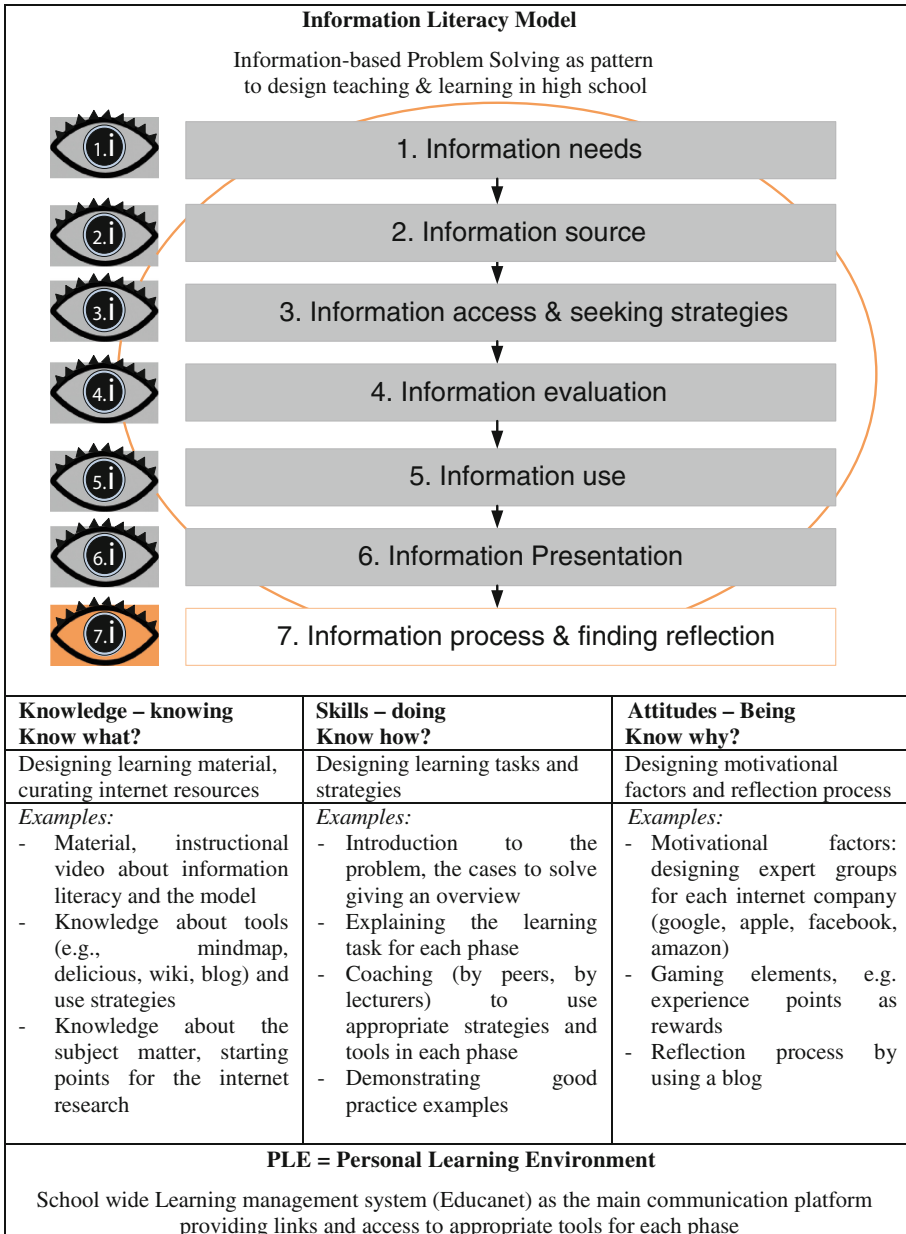 Information Literacy Model
Information-based Problem Solving as pattern
to design teaching & learning in high school
1.i
1. Information needs
2.i
2. Information source
3.i
3. Information access & seeking strategies
4.i
4. Information evaluation
5.i
5. Information use
6.i
6. Information Presentation
7.i
7. Information process & finding reflection
Knowledge – knowing
Know what?
Designing learning material,
curating internet resources
Examples:
- Material, instructional
video about information
literacy and the model
- Knowledge about tools
(e.g., mindmap,
delicious, wiki, blog) and
use strategies
- Knowledge about the
subject matter, starting
points for the internet
research
Skills – doing
Know how?
Designing learning tasks and
strategies
Examples:
- Introduction to the
problem, the cases to solve
giving an overview
- Explaining the learning
task for each phase
- Coaching (by peers, by
lecturers) to use
appropriate strategies and
tools in each phase
- Demonstrating good
practice examples
Attitudes – Being
Know why?
Designing motivational
factors and reflection process
Examples:
- Motivational factors:
designing expert groups
for each internet company
(google, apple, facebook,
amazon)
- Gaming elements, e.g.
experience points as
rewards
- Reflection process by
using a blog
PLE = Personal Learning Environment
School wide Learning management system (Educanet) as the main communication platform
providing links and access to appropriate tools for each phase